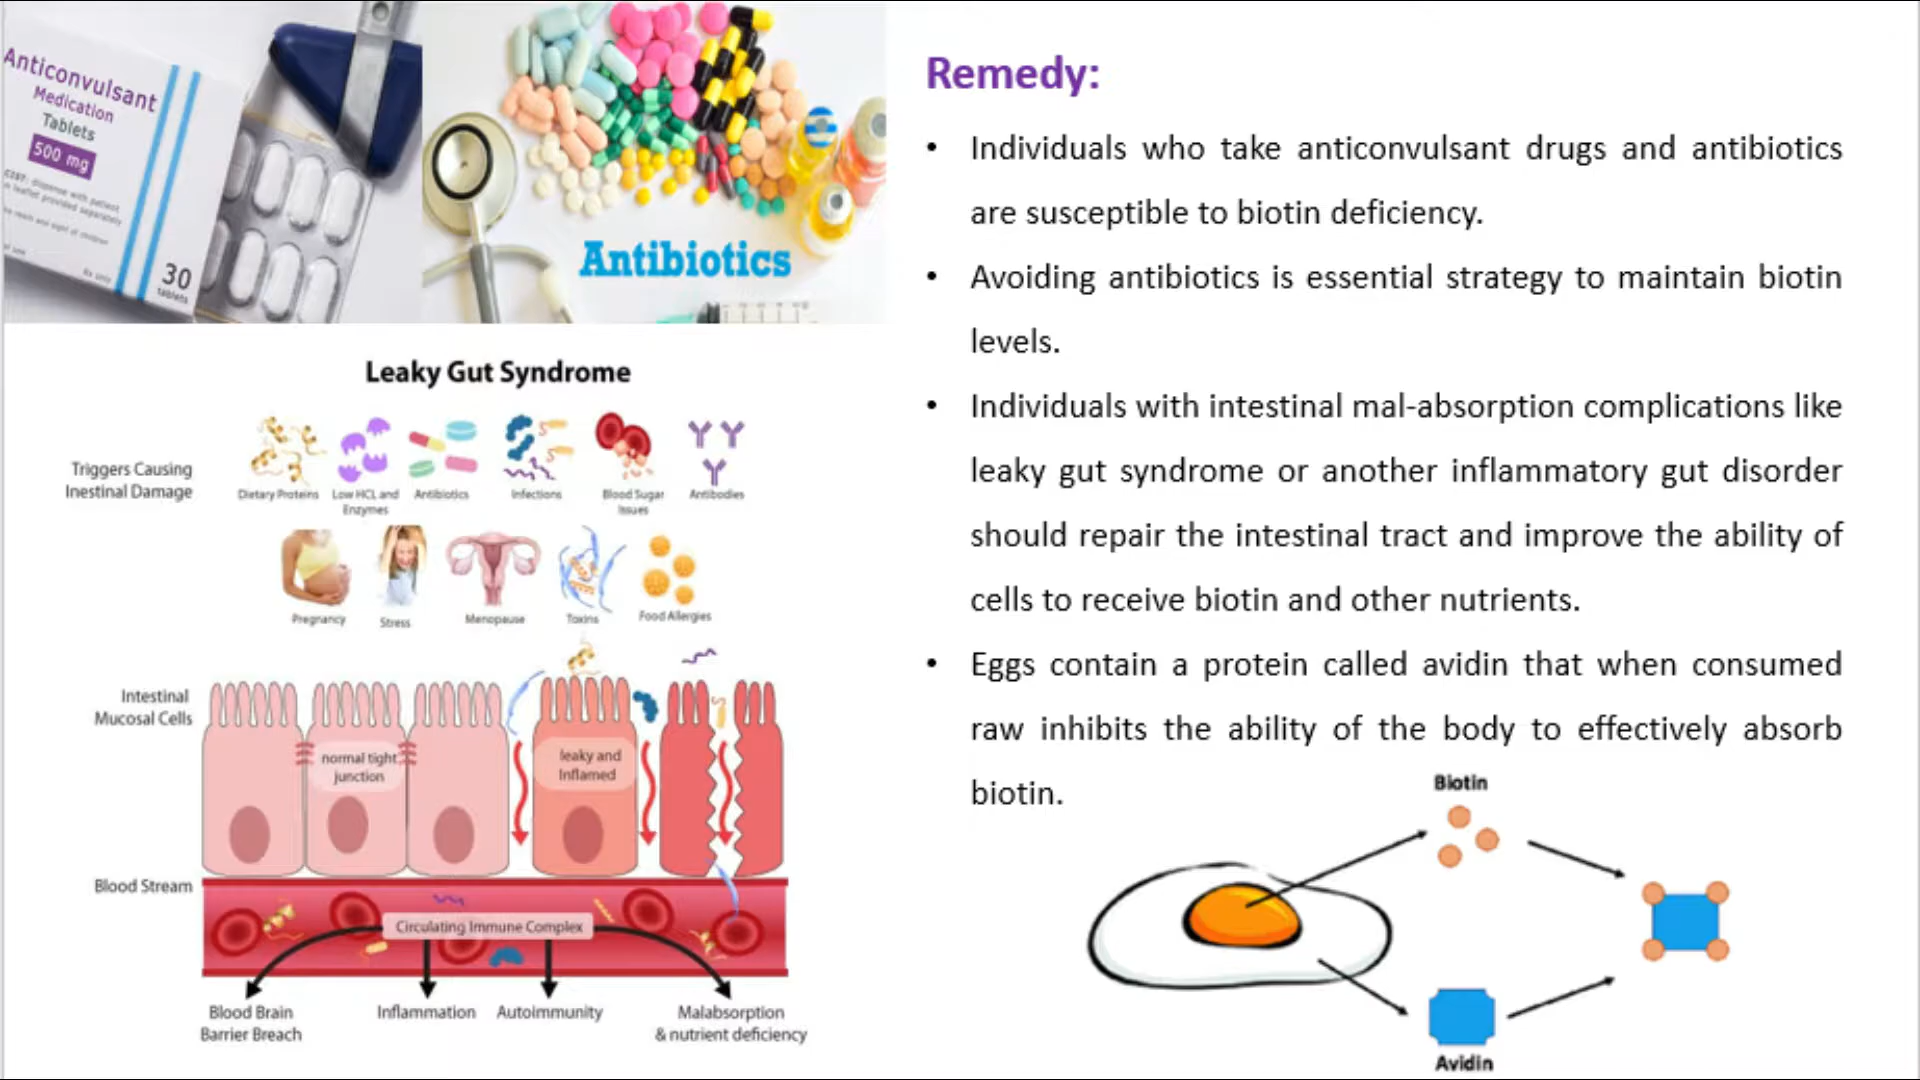 Anticonvulsant
Medication
Tablets
500 mg
30
tablets
Antibiotics
Leaky Gut Syndrome
Triggers Causing
Inestinal Damage
Dietary Proteins
Low HCL and
Enzymes
Antibiotics
Infections
Blood Sugar
Issues
Antibodies
Pregnancy
Stress
Menopause
Toxins
Food Allergies
Intestinal
Mucosal Cells
normal tight
junction
leaky and
Inflamed
Blood Stream
Circulating Immune Complex
Blood Brain
Barrier Breach
Inflammation
Autoimmunity
Malabsorption
& nutrient deficiency
Remedy:
• Individuals who take anticonvulsant drugs and antibiotics
are susceptible to biotin deficiency.
• Avoiding antibiotics is essential strategy to maintain biotin
levels.
• Individuals with intestinal mal-absorption complications like
leaky gut syndrome or another inflammatory gut disorder
should repair the intestinal tract and improve the ability of
cells to receive biotin and other nutrients.
• Eggs contain a protein called avidin that when consumed
raw inhibits the ability of the body to effectively absorb
biotin.
Biotin
Avidin